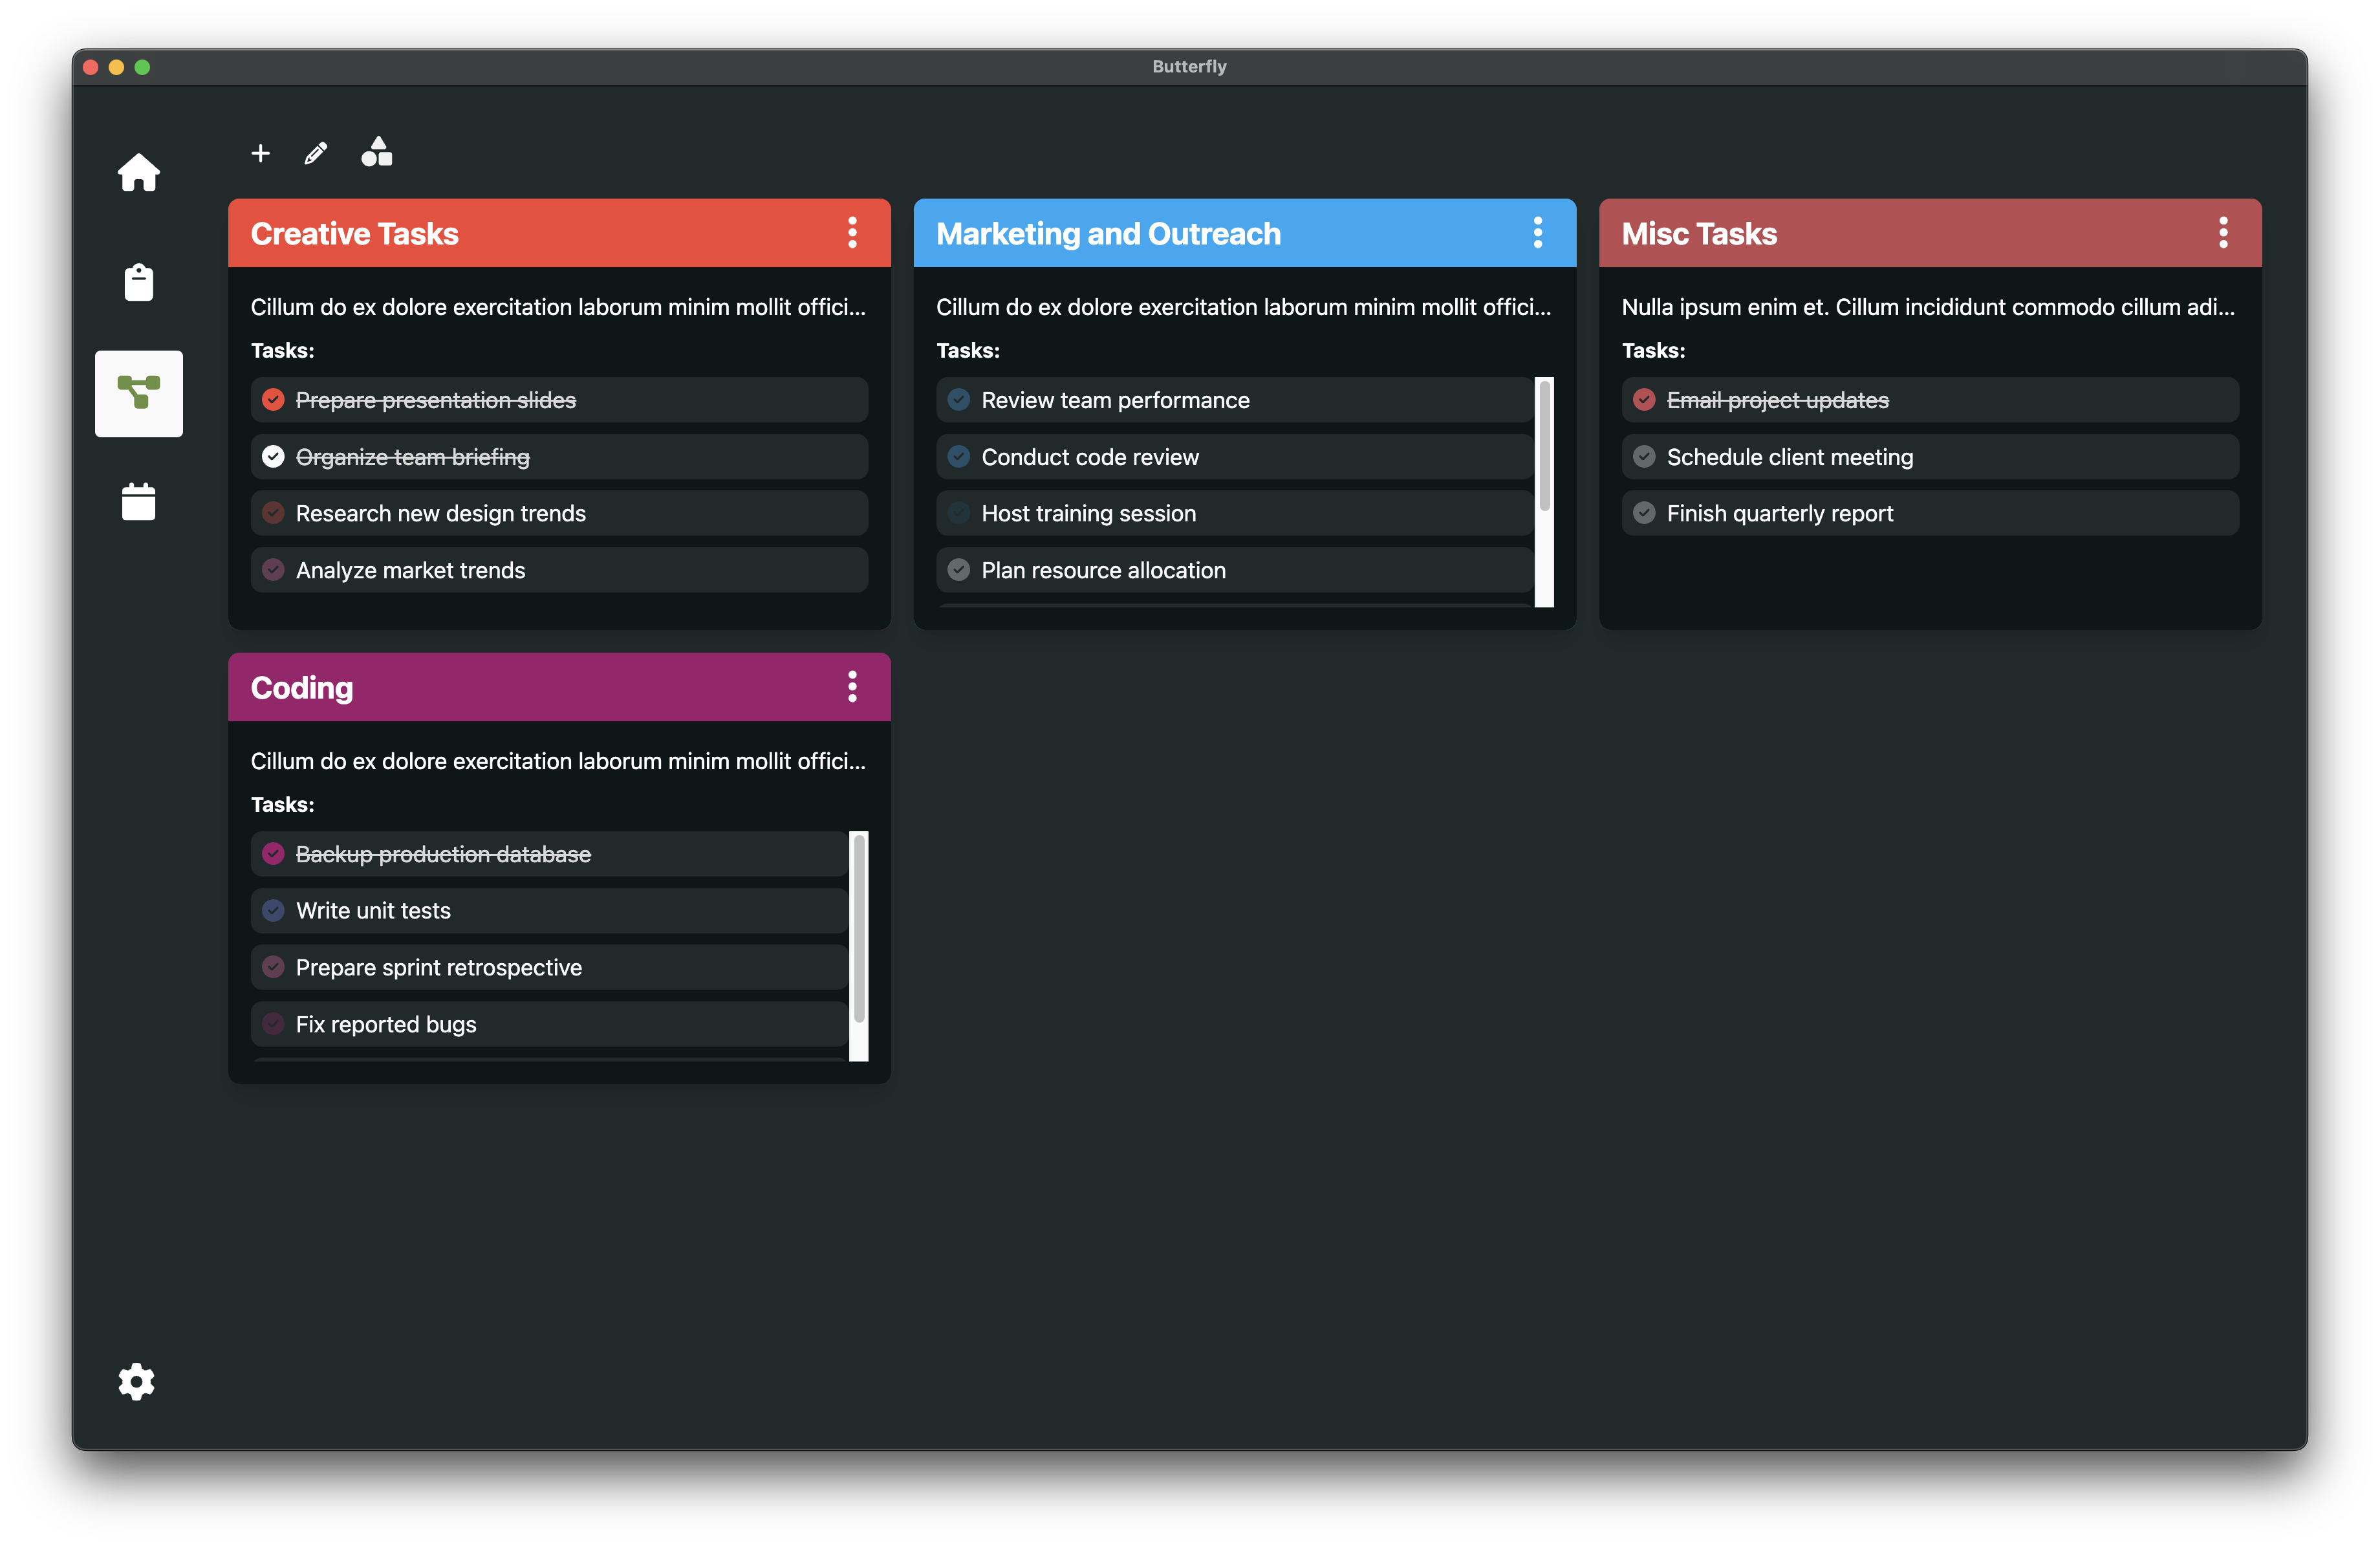 Butterfly
Creative Tasks
Cillum do ex dolore exercitation laborum minim mollit offici...
Tasks:
Prepare presentation slides
Organize team briefing
Research new design trends
Analyze market trends
Marketing and Outreach
Cillum do ex dolore exercitation laborum minim mollit offici...
Tasks:
Review team performance
Conduct code review
Host training session
Plan resource allocation
Misc Tasks
Nulla ipsum enim et. Cillum incididunt commodo cillum adi...
Tasks:
Email project updates
Schedule client meeting
Finish quarterly report
Coding
Cillum do ex dolore exercitation laborum minim mollit offici...
Tasks:
Backup production database
Write unit tests
Prepare sprint retrospective
Fix reported bugs